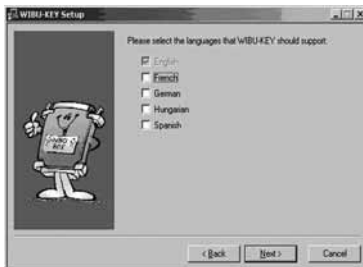 WIBU-KEY Setup
Please select the languages that WIBU-KEY should support:
English
French
German
Hungarian
Spanish
< Back
Next >
Cancel